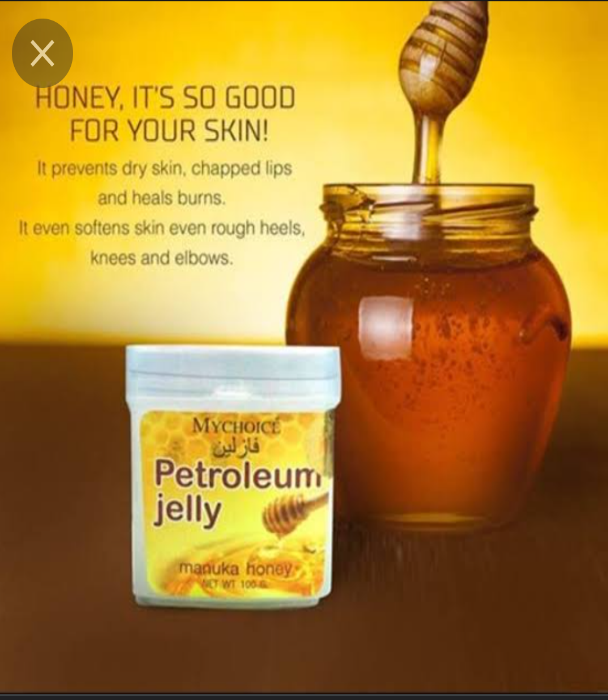 HONEY, IT'S SO GOOD
FOR YOUR SKIN!
It prevents dry skin, chapped lips
and heals burns.
It even softens skin even rough heels,
knees and elbows.
MYCHOICE
فازلين
Petroleum
jelly
manuka honey
NET WT 100 G